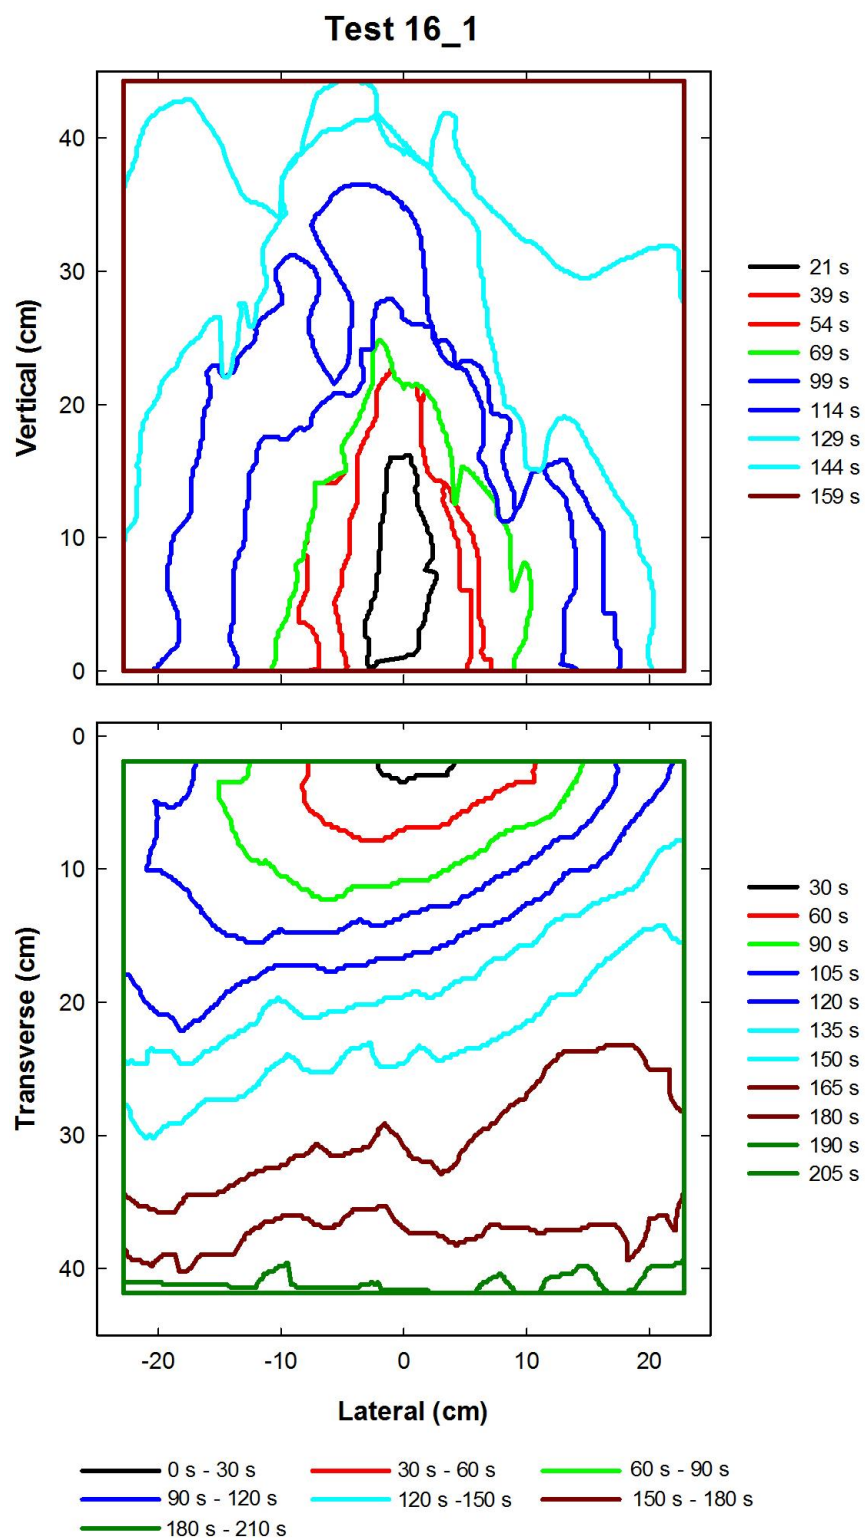 Test 16_1
40
30
20
10
0
Vertical (cm)
21 s
39 s
54 s
69 s
99 s
114 s
129 s
144 s
159 s
0
10
20
30
40
Transverse (cm)
30 s
60 s
90 s
105 s
120 s
135 s
150 s
165 s
180 s
190 s
205 s
-20 -10 0 10 20
Lateral (cm)
0 s - 30 s 30 s - 60 s 60 s - 90 s
90 s - 120 s 120 s -150 s 150 s - 180 s
180 s - 210 s